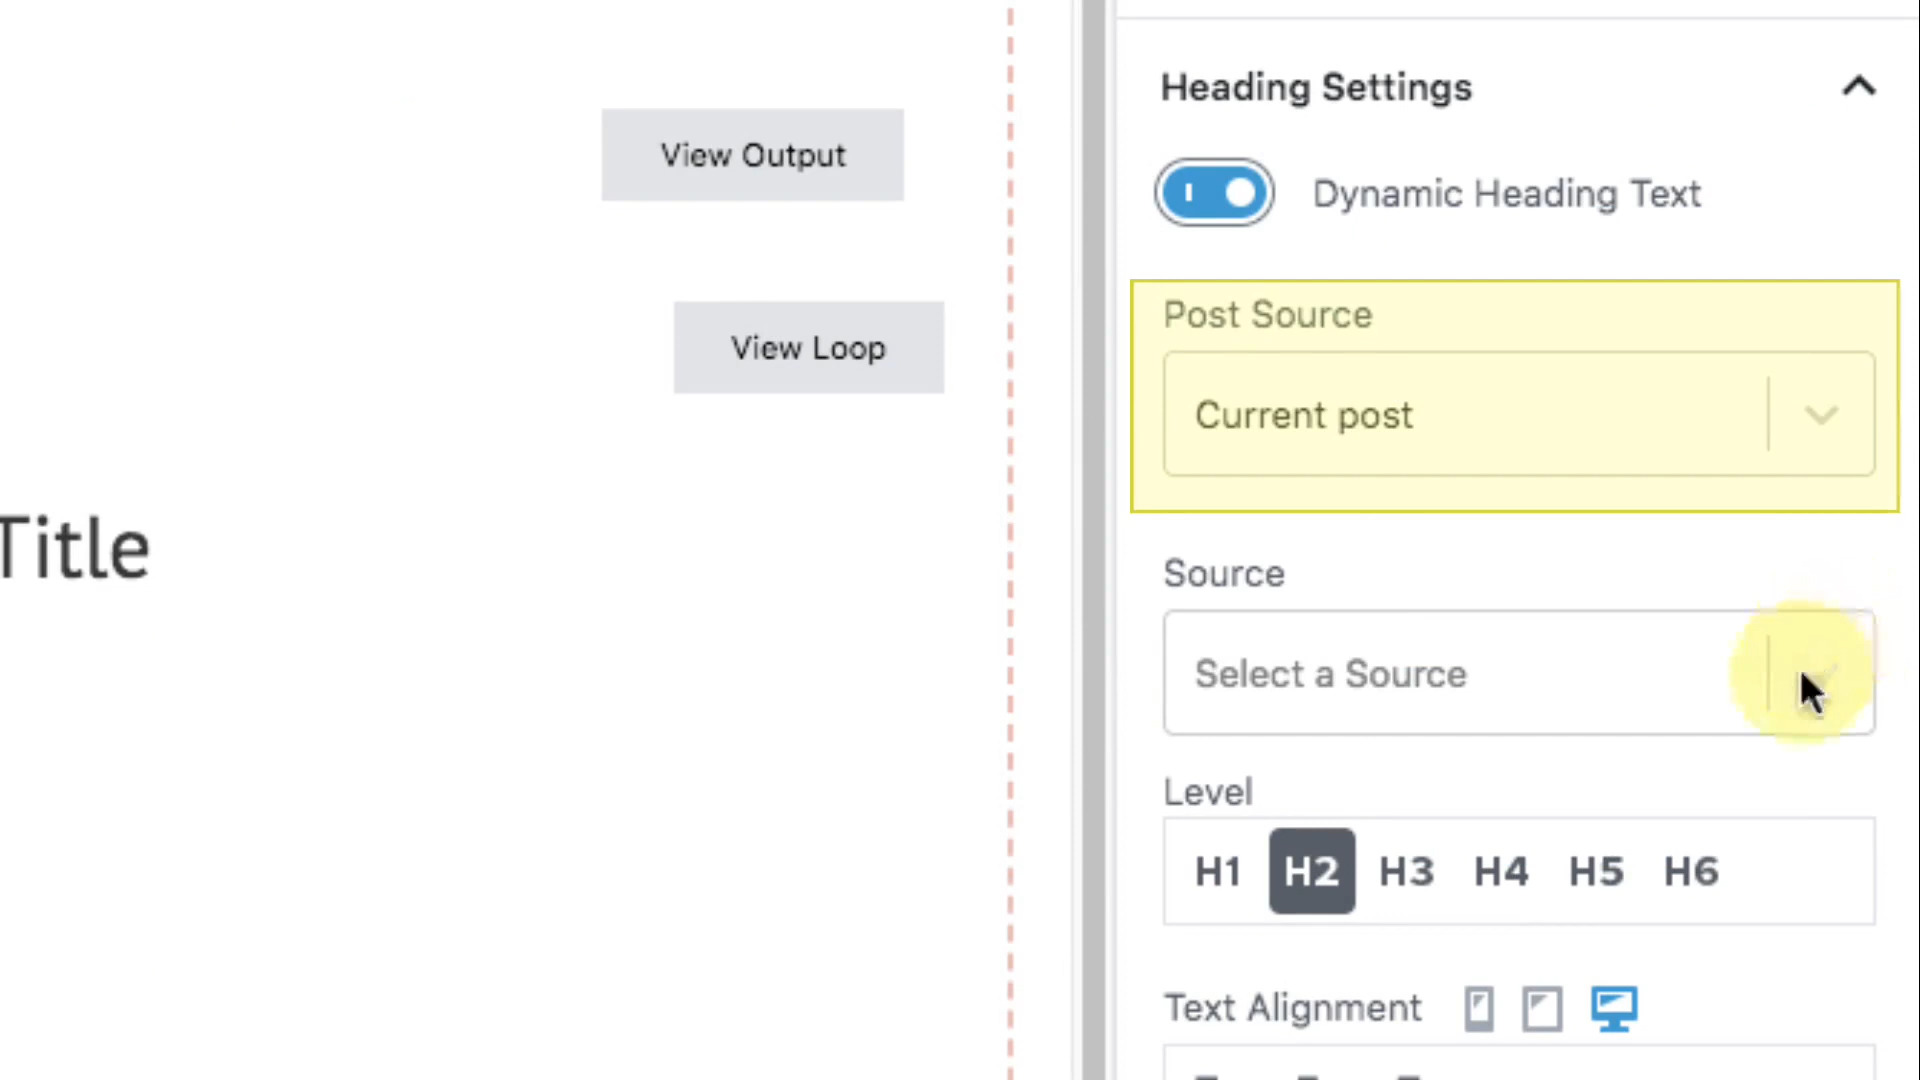 Heading Settings
View Output
Dynamic Heading Text
Post Source
View Loop
Current post
Title
Source
Select a Source
Level
H1 H2 H3 H4 H5 H6
Text Alignment